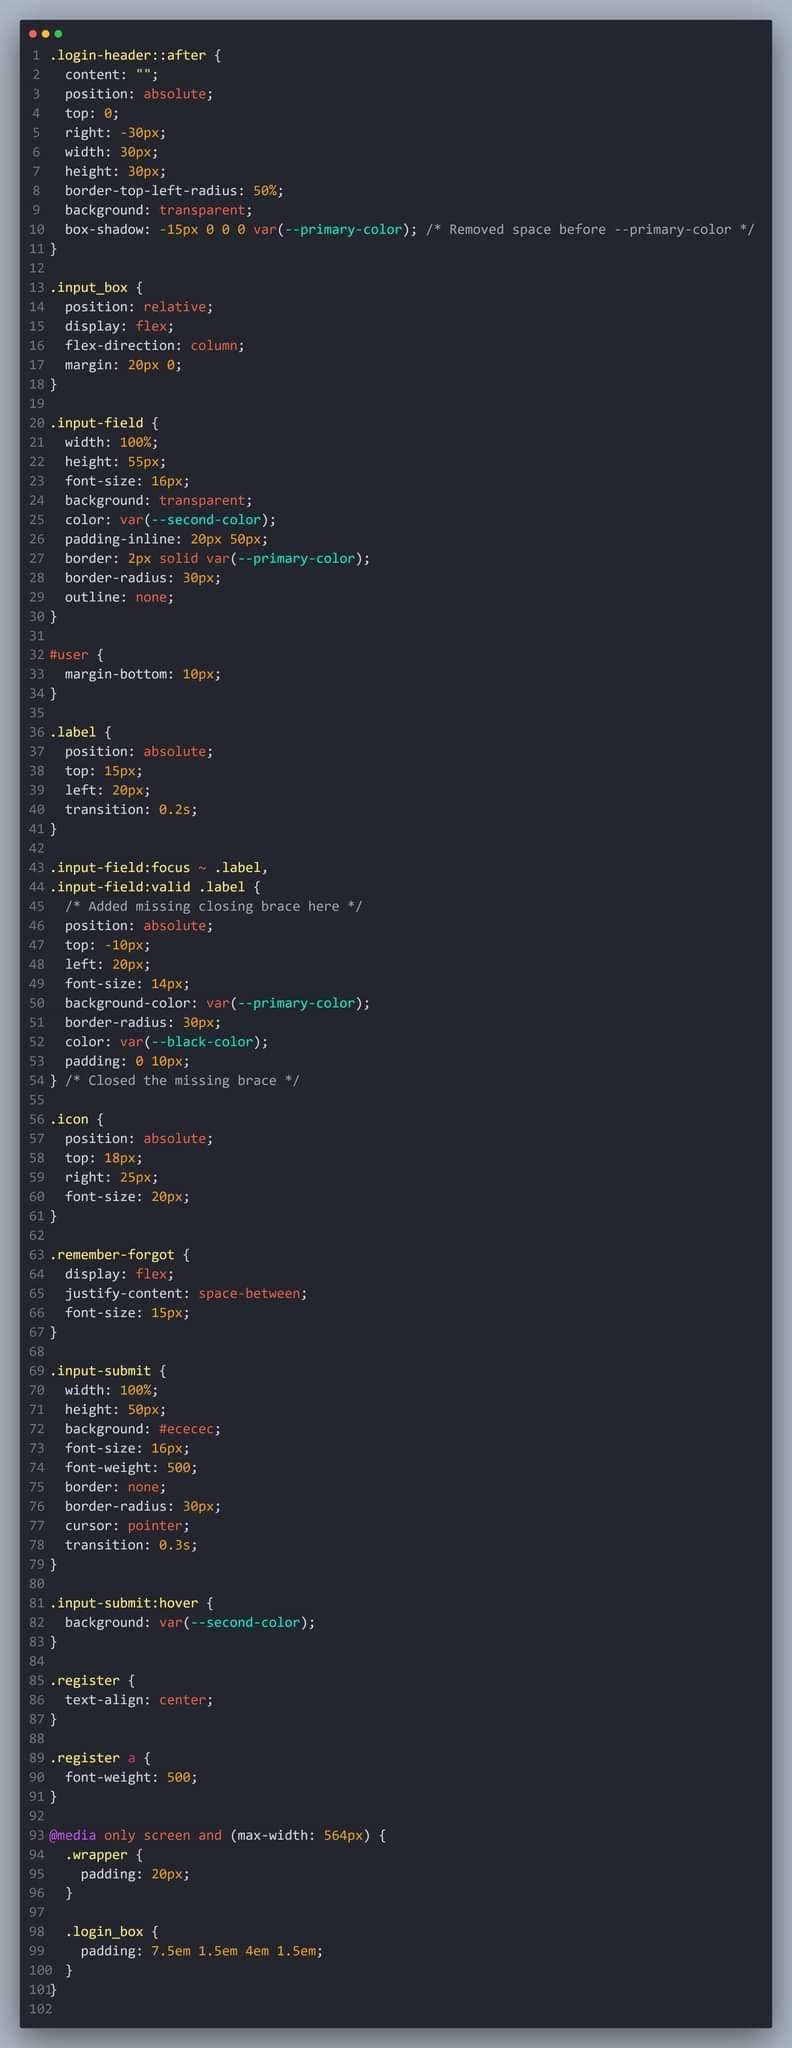 1 .login-header::after {
2   content: "";
3   position: absolute;
4   top: 0;
5   right: -30px;
6   width: 30px;
7   height: 30px;
8   border-top-left-radius: 50%;
9   background: transparent;
10   box-shadow: -15px 0 0 0 var(--primary-color); /* Removed space before --primary-color */
11 }
12
13 .input_box {
14   position: relative;
15   display: flex;
16   flex-direction: column;
17   margin: 20px 0;
18 }
19
20 .input-field {
21   width: 100%;
22   height: 55px;
23   font-size: 16px;
24   background: transparent;
25   color: var(--second-color);
26   padding-inline: 20px 50px;
27   border: 2px solid var(--primary-color);
28   border-radius: 30px;
29   outline: none;
30 }
31
32 #user {
33   margin-bottom: 10px;
34 }
35
36 .label {
37   position: absolute;
38   top: 15px;
39   left: 20px;
40   transition: 0.2s;
41 }
42
43 .input-field:focus ~ .label,
44 .input-field:valid .label {
45   /* Added missing closing brace here */
46   position: absolute;
47   top: -10px;
48   left: 20px;
49   font-size: 14px;
50   background-color: var(--primary-color);
51   border-radius: 30px;
52   color: var(--black-color);
53   padding: 0 10px;
54 } /* Closed the missing brace */
55
56 .icon {
57   position: absolute;
58   top: 18px;
59   right: 25px;
60   font-size: 20px;
61 }
62
63 .remember-forgot {
64   display: flex;
65   justify-content: space-between;
66   font-size: 15px;
67 }
68
69 .input-submit {
70   width: 100%;
71   height: 50px;
72   background: #ececec;
73   font-size: 16px;
74   font-weight: 500;
75   border: none;
76   border-radius: 30px;
77   cursor: pointer;
78   transition: 0.3s;
79 }
80
81 .input-submit:hover {
82   background: var(--second-color);
83 }
84
85 .register {
86   text-align: center;
87 }
88
89 .register a {
90   font-weight: 500;
91 }
92
93 @media only screen and (max-width: 564px) {
94   .wrapper {
95     padding: 20px;
96   }
97
98   .login_box {
99     padding: 7.5em 1.5em 4em 1.5em;
100   }
101 }
102